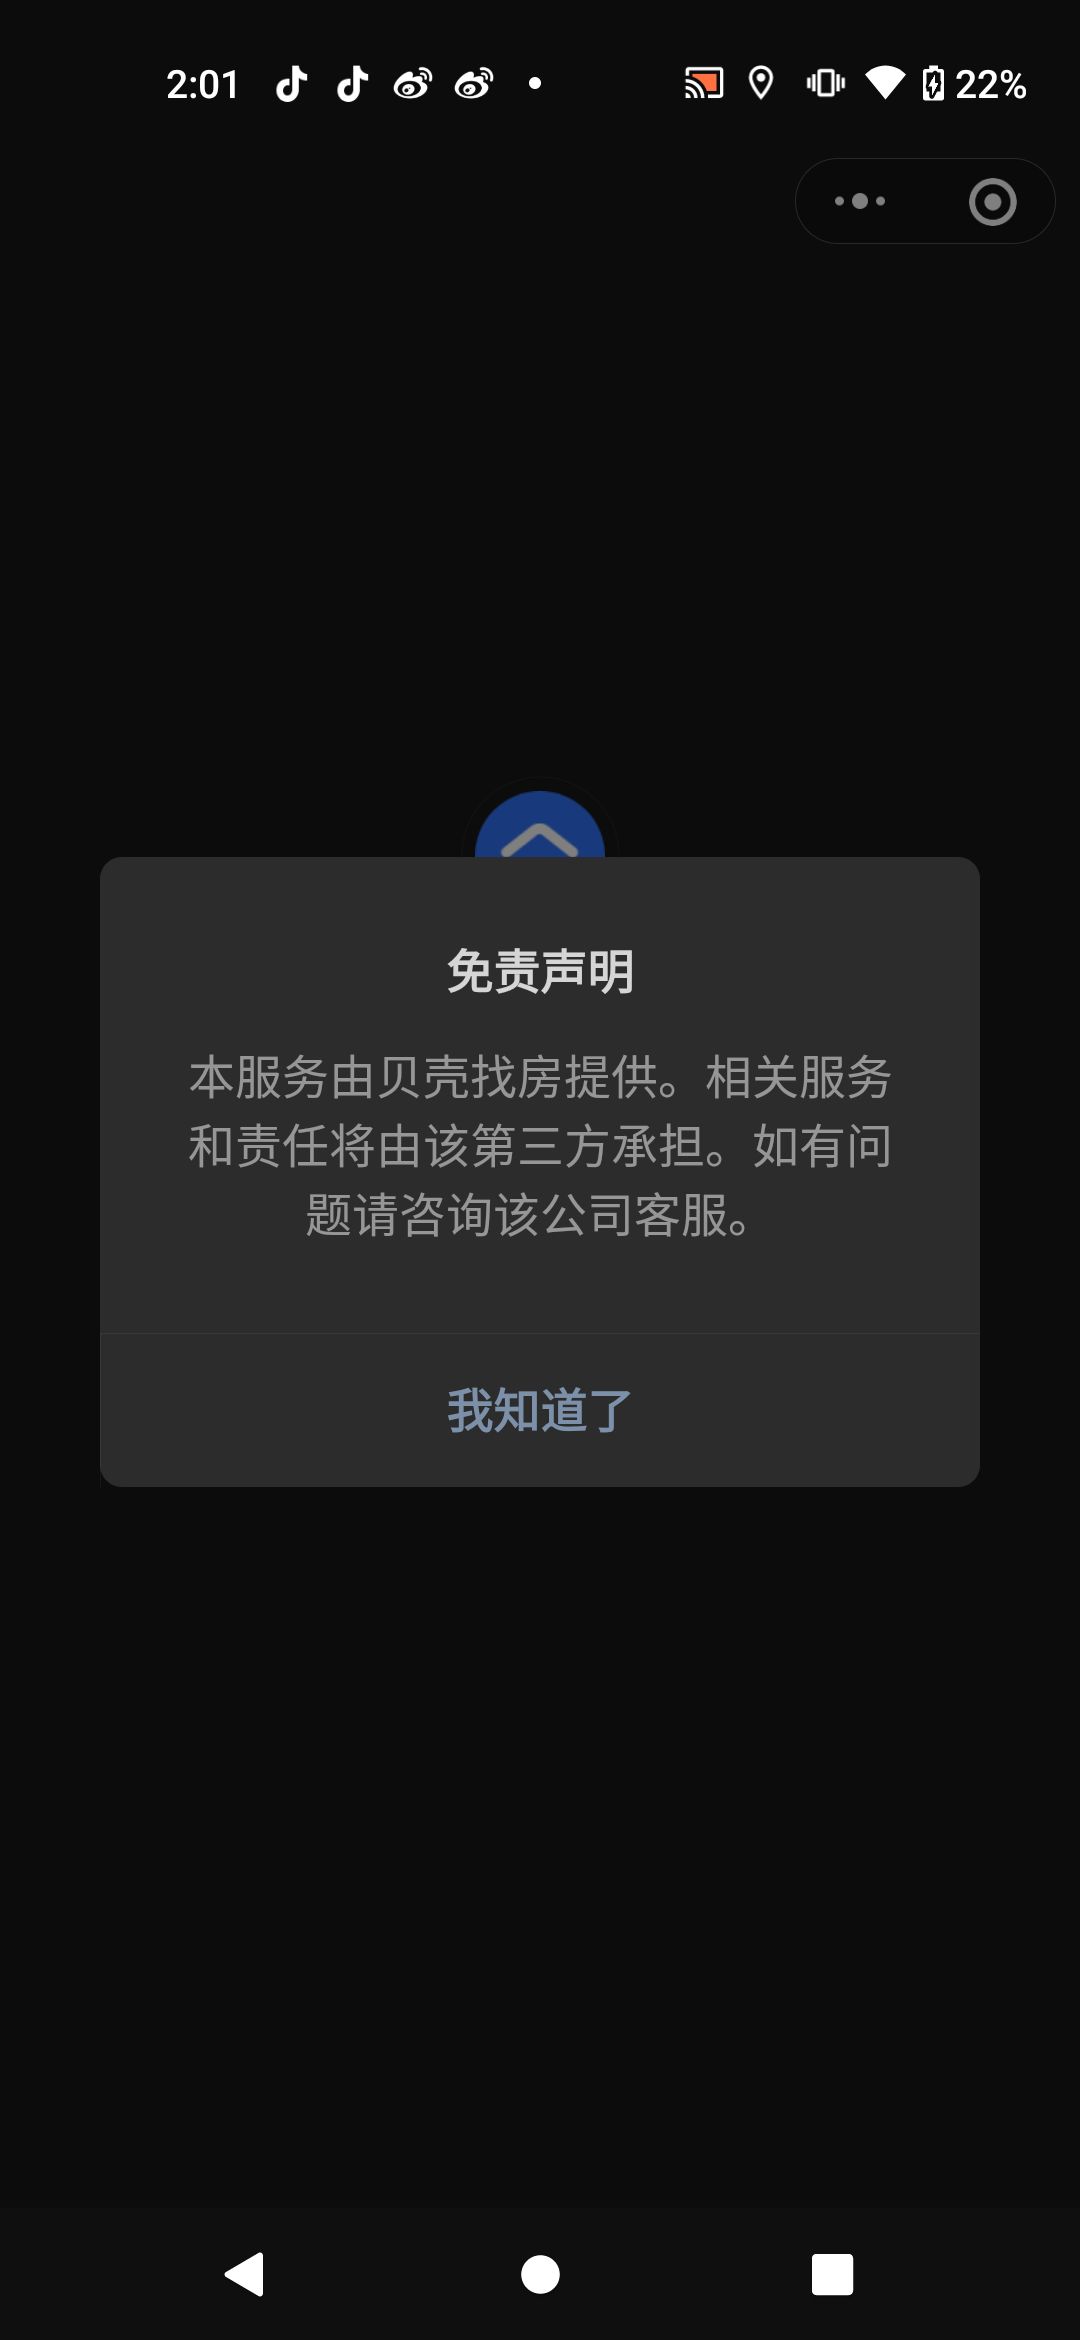 2:01
22%
免责声明
本服务由贝壳找房提供。相关服务
和责任将由该第三方承担。如有问
题请咨询该公司客服。
我知道了